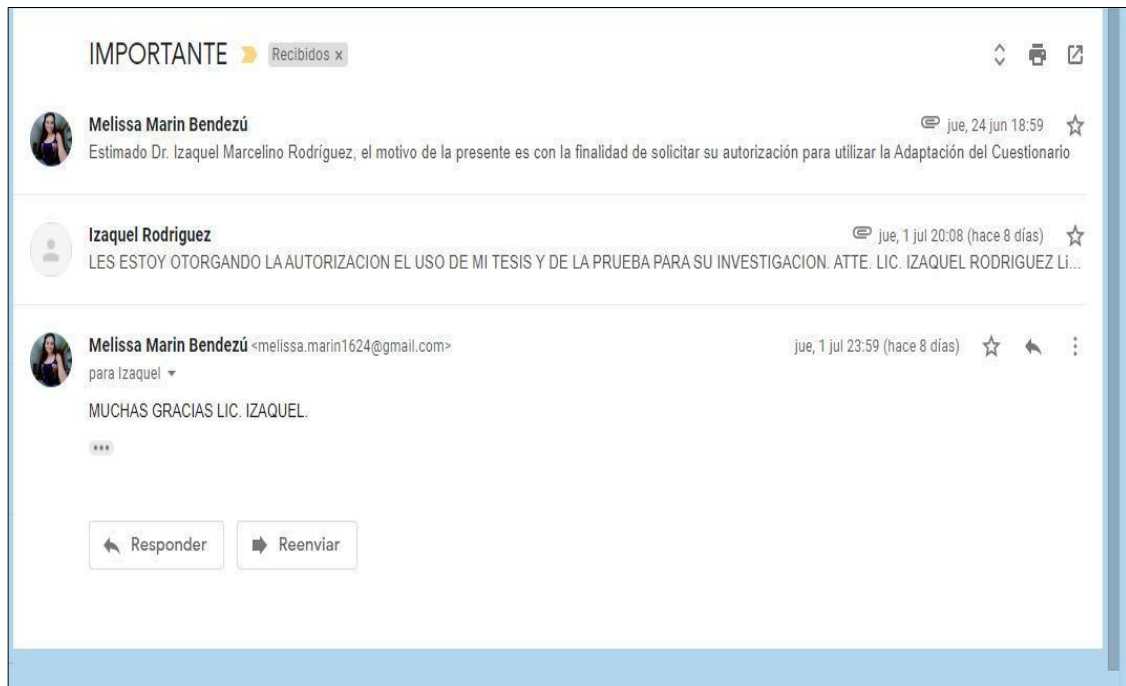 IMPORTANTE Recibidos x
Melissa Marin Bendezú jue, 24 jun 18:59
Estimado Dr. Izaquel Marcelino Rodríguez, el motivo de la presente es con la finalidad de solicitar su autorización para utilizar la Adaptación del Cuestionario
Izaquel Rodriguez jue, 1 jul 20:08 (hace 8 días)
LES ESTOY OTORGANDO LA AUTORIZACION EL USO DE MI TESIS Y DE LA PRUEBA PARA SU INVESTIGACION. ATTE. LIC. IZAQUEL RODRIGUEZ Li...
Melissa Marin Bendezú <melissa.marin1624@gmail.com> jue, 1 jul 23:59 (hace 8 días)
para Izaquel
MUCHAS GRACIAS LIC. IZAQUEL.
Responder Reenviar